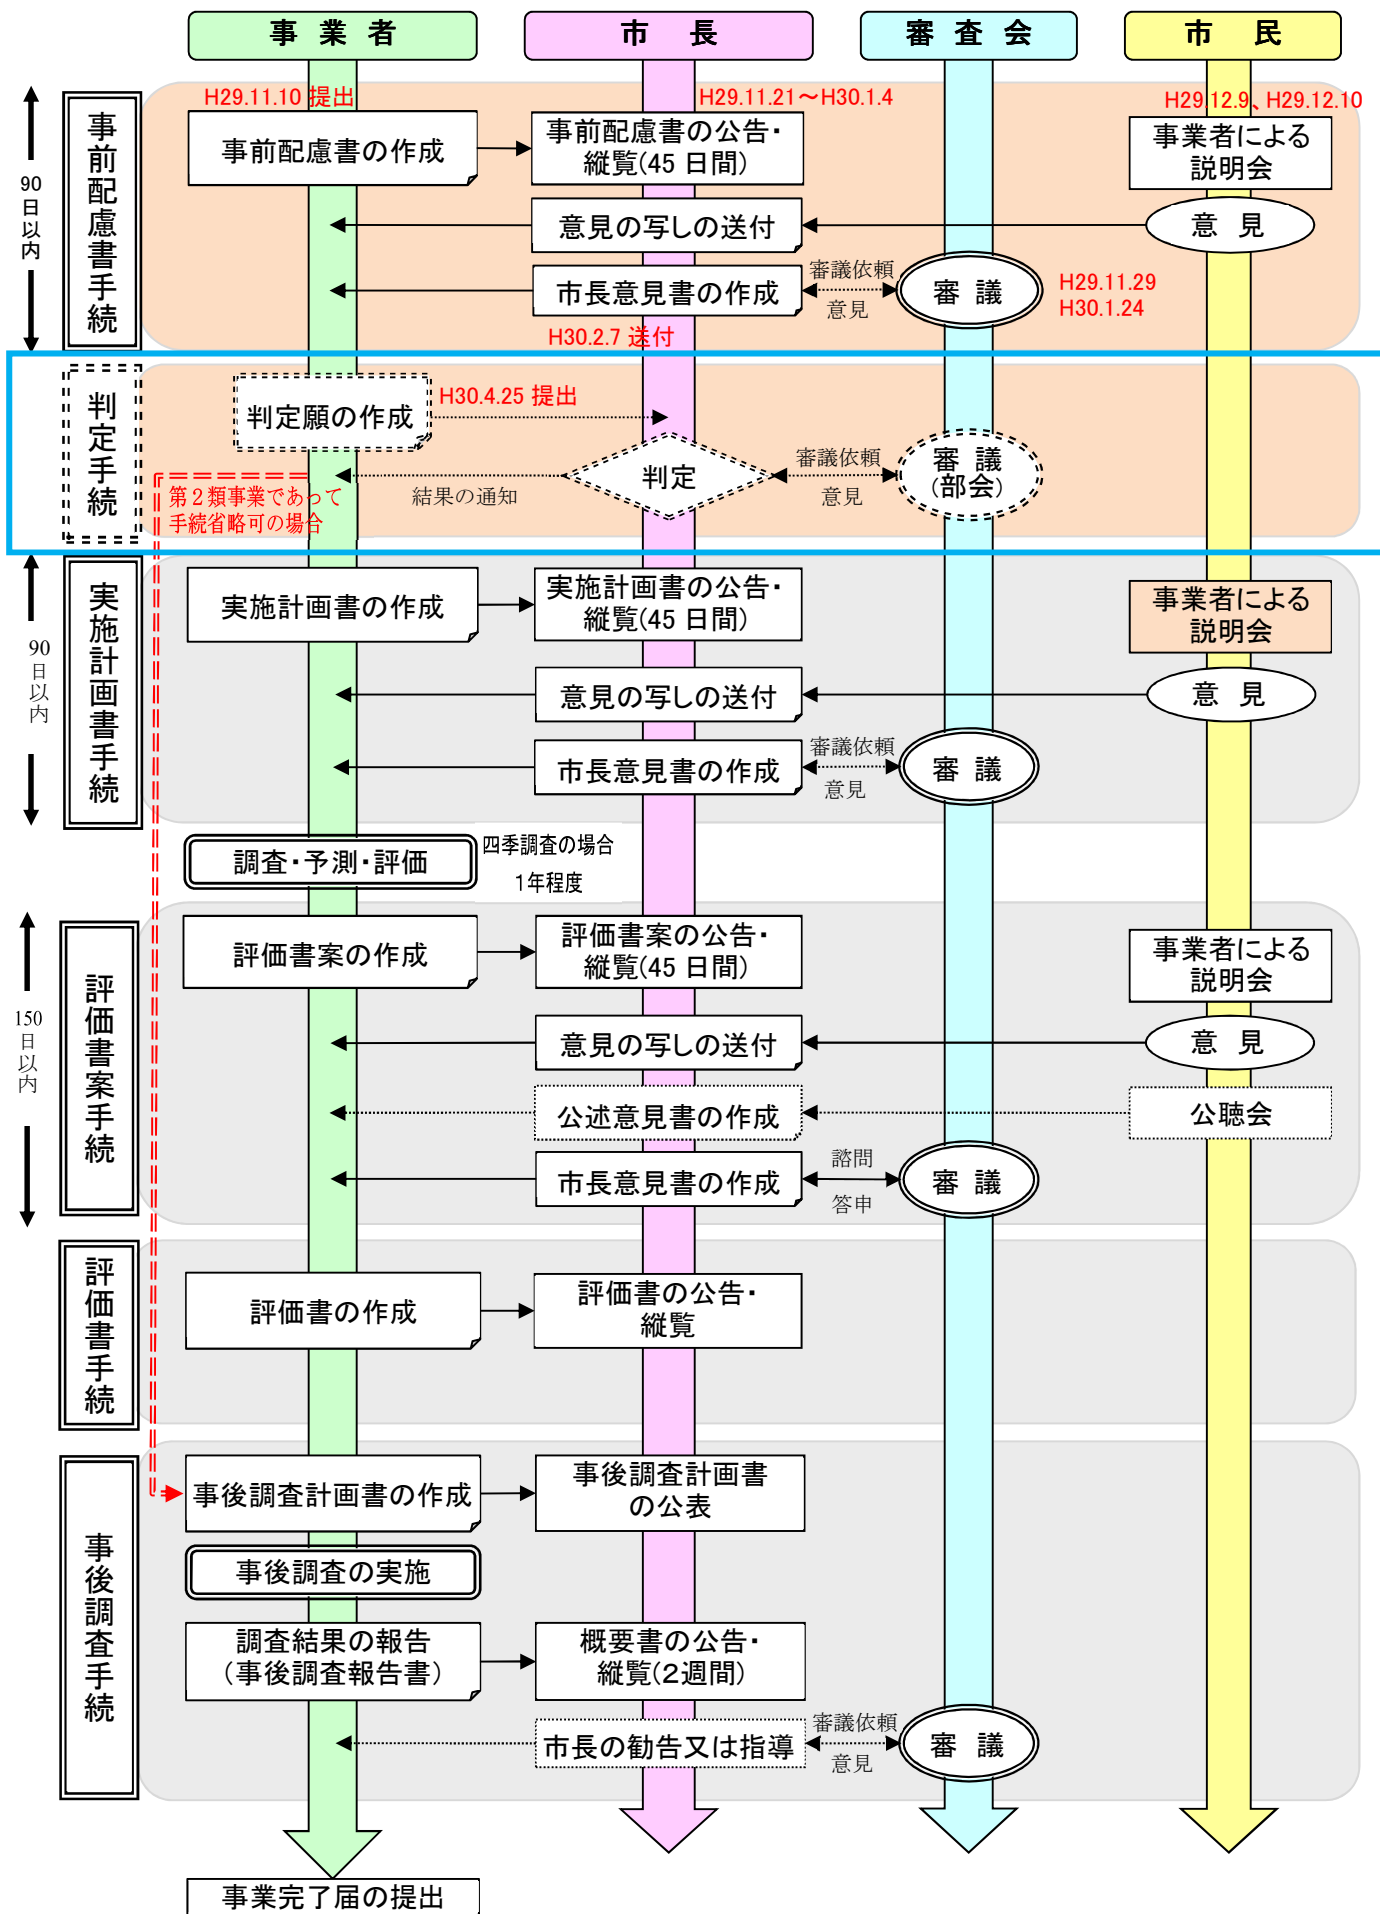 事 業 者
市 長
審 査 会
市 民
事前配慮書手続
90
日以内
H29.11.10 提出
事前配慮書の作成
H29.11.21～H30.1.4
事前配慮書の公告・
縦覧(45 日間)
H29.12.9、H29.12.10
事業者による
説明会
意見の写しの送付
意 見
市長意見書の作成
審議依頼
意見
審 議
H29.11.29
H30.1.24
H30.2.7 送付
判定手続
判定願の作成
H30.4.25 提出
判定
審議依頼
意見
審 議
(部会)
結果の通知
第２類事業であって
手続省略可の場合
実施計画書手続
90
日以内
実施計画書の作成
実施計画書の公告・
縦覧(45 日間)
事業者による
説明会
意見の写しの送付
意 見
市長意見書の作成
審議依頼
意見
審 議
調査・予測・評価
四季調査の場合
1年程度
評価書案手続
150
日以内
評価書案の作成
評価書案の公告・
縦覧(45 日間)
事業者による
説明会
意見の写しの送付
意 見
公述意見書の作成
公聴会
市長意見書の作成
諮問
答申
審 議
評価書手続
評価書の作成
評価書の公告・
縦覧
事後調査手続
事後調査計画書の作成
事後調査計画書
の公表
事後調査の実施
調査結果の報告
（事後調査報告書）
概要書の公告・
縦覧(２週間)
市長の勧告又は指導
審議依頼
意見
審 議
事業完了届の提出